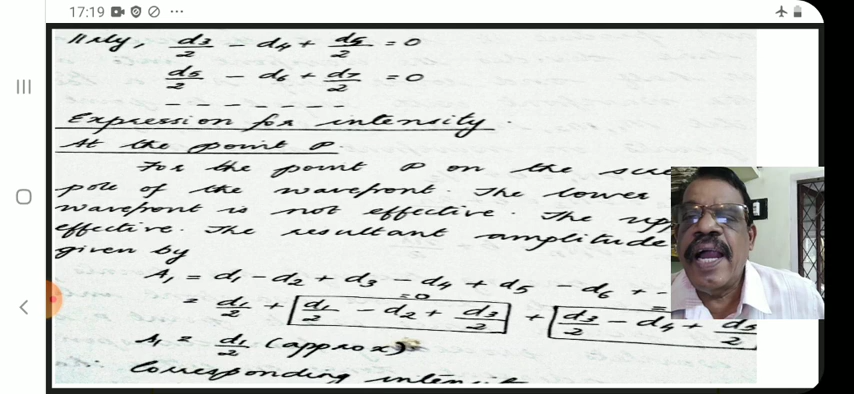 17:19
lllrly, d3/2 - d4 + d5/2 = 0
d5/2 - d6 + d7/2 = 0
- - - - - - -
Expression for intensity.
At the point P.
For the point P on the
pole of the wavefront. The lower
wavefront is not effective. The
effective. The resultant amplitude
given by
A1 = d1 - d2 + d3 - d4 + d5 - d6 + -
= d1/2 + [d1/2 - d2 + d3/2] =0 + [d3/2 - d4 + d5/2]
A1 = d1/2 (approx)
Corresponding